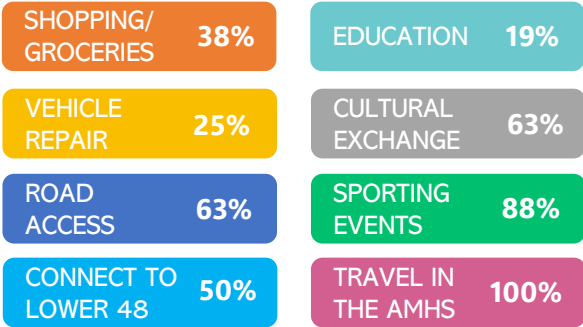 SHOPPING/
GROCERIES
38%
EDUCATION
19%
VEHICLE
REPAIR
25%
CULTURAL
EXCHANGE
63%
ROAD
ACCESS
63%
SPORTING
EVENTS
88%
CONNECT TO
LOWER 48
50%
TRAVEL IN
THE AMHS
100%